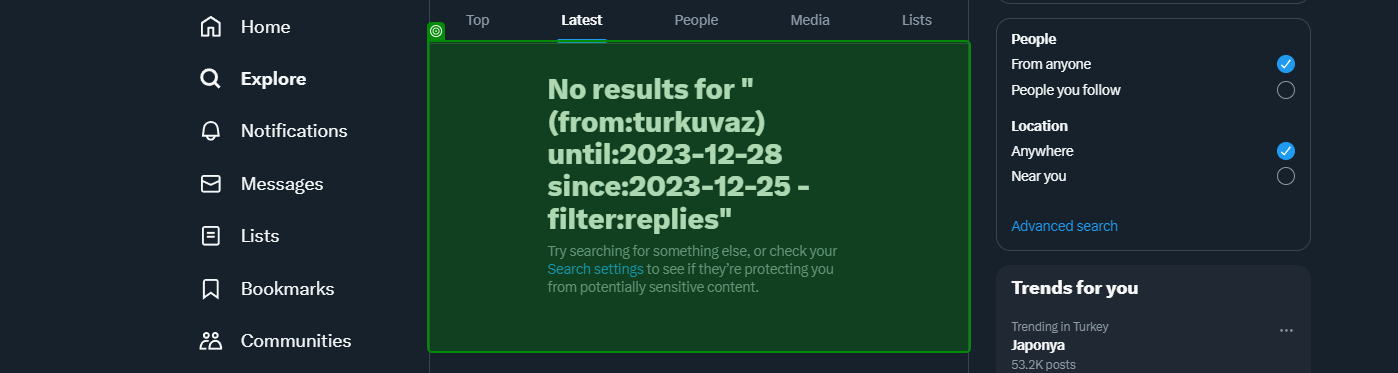 Home
Explore
Notifications
Messages
Lists
Bookmarks
Communities
Top
Latest
People
Media
Lists
No results for "
(from:turkuvaz)
until:2023-12-28
since:2023-12-25 -
filter:replies"
Try searching for something else, or check your
Search settings to see if they’re protecting you
from potentially sensitive content.
People
From anyone
People you follow
Location
Anywhere
Near you
Advanced search
Trends for you
Trending in Turkey
Japonya
53.2K posts